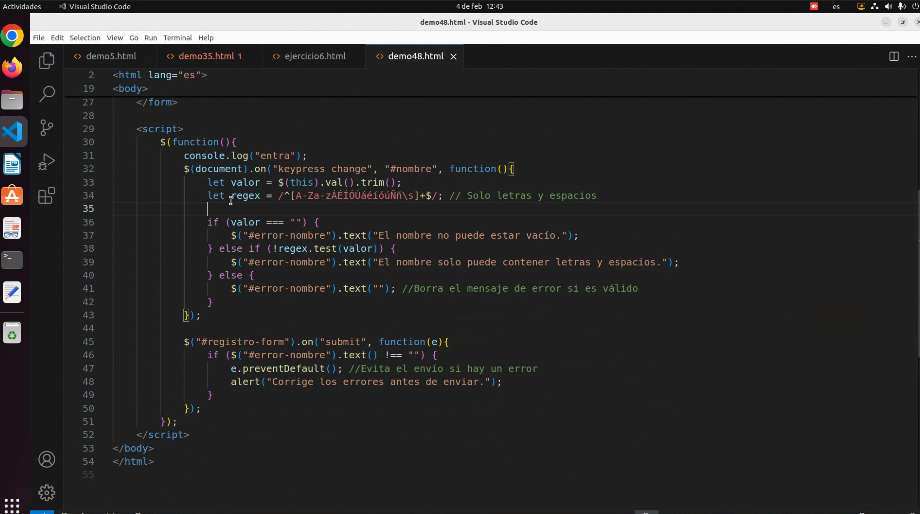 Actividades
Visual Studio Code
4 de feb 12:43
es
demo48.html - Visual Studio Code
File Edit Selection View Go Run Terminal Help
demo5.html
demo35.html 1
ejercicio6.html
demo48.html
2 <html lang="es">
19 <body>
27 </form>
28
29 <script>
30 $(function(){
31 console.log("entra");
32 $(document).on("keypress change", "#nombre", function(){
33 let valor = $(this).val().trim();
34 let regex = /^[A-Za-zÁÉÍÓÚáéíóúÑñ\s]+$/; // Solo letras y espacios
35
36 if (valor === "") {
37 $("#error-nombre").text("El nombre no puede estar vacío.");
38 } else if (!regex.test(valor)) {
39 $("#error-nombre").text("El nombre solo puede contener letras y espacios.");
40 } else {
41 $("#error-nombre").text(""); //Borra el mensaje de error si es válido
42 }
43 });
44
45 $("#registro-form").on("submit", function(e){
46 if ($("#error-nombre").text() !== "") {
47 e.preventDefault(); //Evita el envío si hay un error
48 alert("Corrige los errores antes de enviar.");
49 }
50 });
51 });
52 </script>
53 </body>
54 </html>
55